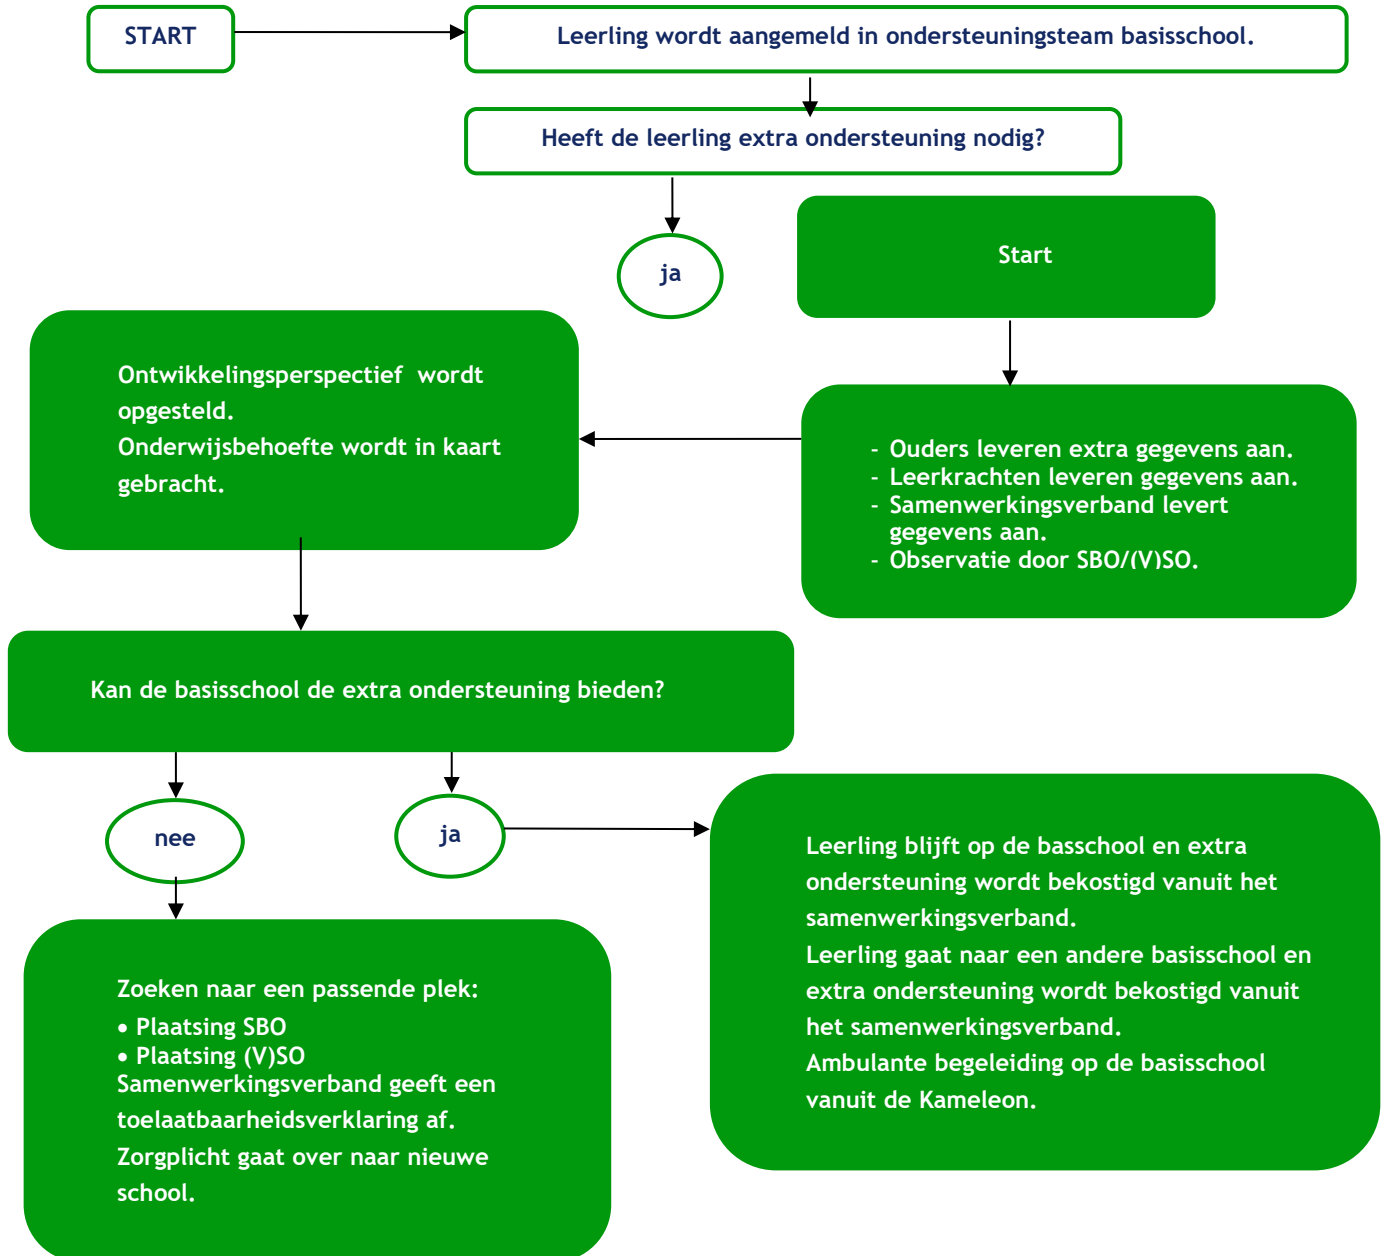 START
Leerling wordt aangemeld in ondersteuningsteam basisschool.
Heeft de leerling extra ondersteuning nodig?
ja
Start
- Ouders leveren extra gegevens aan.
- Leerkrachten leveren gegevens aan.
- Samenwerkingsverband levert
gegevens aan.
- Observatie door SBO/(V)SO.
Ontwikkelingsperspectief wordt
opgesteld.
Onderwijsbehoefte wordt in kaart
gebracht.
Kan de basisschool de extra ondersteuning bieden?
nee
ja
Leerling blijft op de basschool en extra
ondersteuning wordt bekostigd vanuit het
samenwerkingsverband.
Leerling gaat naar een andere basisschool en
extra ondersteuning wordt bekostigd vanuit
het samenwerkingsverband.
Ambulante begeleiding op de basisschool
vanuit de Kameleon.
Zoeken naar een passende plek:
• Plaatsing SBO
• Plaatsing (V)SO
Samenwerkingsverband geeft een
toelaatbaarheidsverklaring af.
Zorgplicht gaat over naar nieuwe
school.